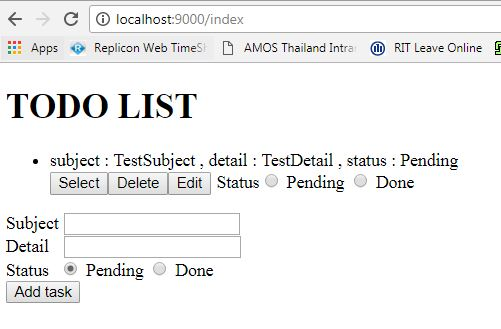 localhost:9000/index
Apps Replicon Web TimeSh AMOS Thailand Intran RIT Leave Online
TODO LIST
subject : TestSubject , detail : TestDetail , status : Pending
Select Delete Edit Status Pending Done
Subject
Detail
Status Pending Done
Add task